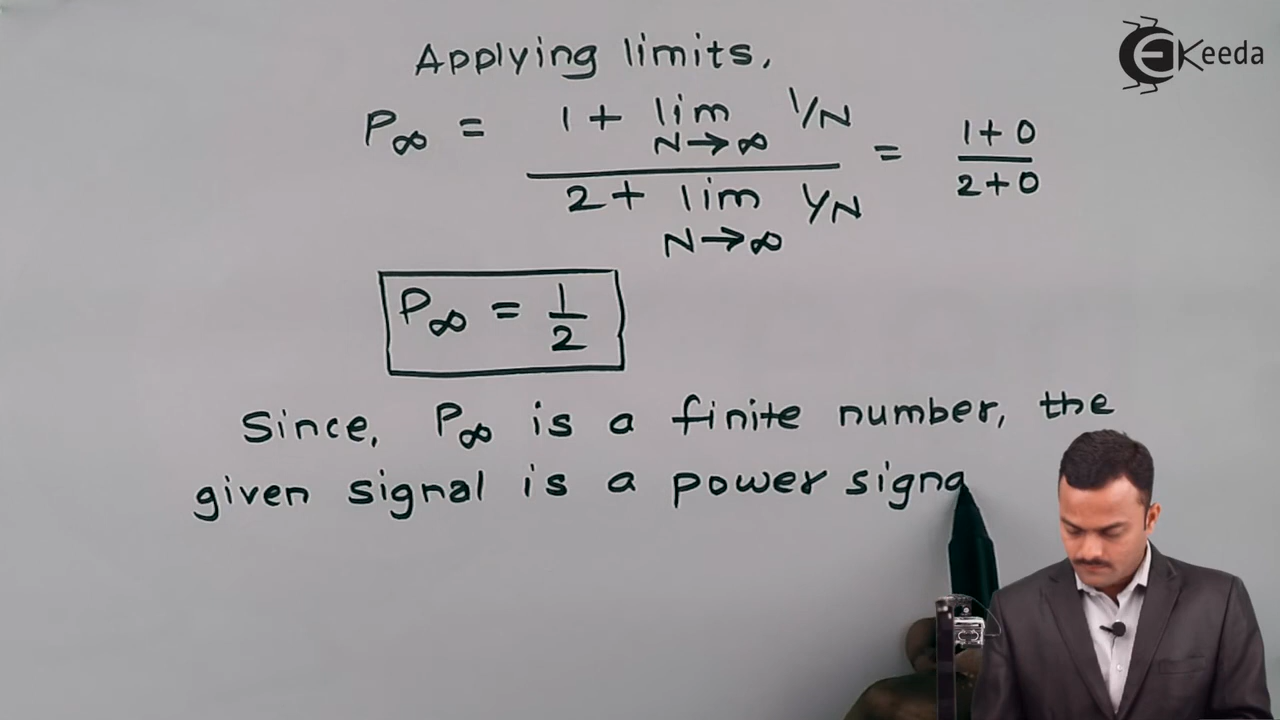 EKeeda
Applying limits,
P∞ = 1 + lim N→∞ 1/N / 2 + lim N→∞ 1/N = 1+0 / 2+0
P∞ = 1/2
Since, P∞ is a finite number, the
given signal is a power signa